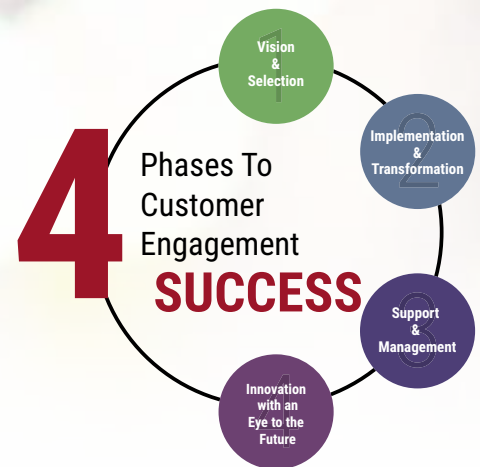 4
Phases To
Customer
Engagement
SUCCESS
1
Vision
&
Selection
2
Implementation
&
Transformation
3
Support
&
Management
4
Innovation
with an
Eye to the
Future